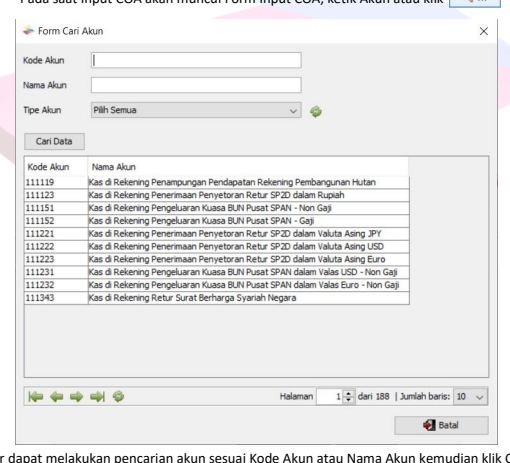 Pada saat input COA akan muncul Form Input COA, ketik Akun atau klik
Form Cari Akun
Kode Akun
Nama Akun
Tipe Akun Pilih Semua
Cari Data
Kode Akun Nama Akun
111119 Kas di Rekening Penampungan Pendapatan Rekening Pembangunan Hutan
111123 Kas di Rekening Penerimaan Penyetoran Retur SP2D dalam Rupiah
111151 Kas di Rekening Pengeluaran Kuasa BUN Pusat SPAN - Non Gaji
111152 Kas di Rekening Pengeluaran Kuasa BUN Pusat SPAN - Gaji
111221 Kas di Rekening Penerimaan Penyetoran Retur SP2D dalam Valuta Asing JPY
111222 Kas di Rekening Penerimaan Penyetoran Retur SP2D dalam Valuta Asing USD
111223 Kas di Rekening Penerimaan Penyetoran Retur SP2D dalam Valuta Asing Euro
111231 Kas di Rekening Pengeluaran Kuasa BUN Pusat SPAN dalam Valas USD - Non Gaji
111232 Kas di Rekening Pengeluaran Kuasa BUN Pusat SPAN dalam Valas Euro - Non Gaji
111343 Kas di Rekening Retur Surat Berharga Syariah Negara
Halaman 1 dari 188 | Jumlah baris: 10
Batal
r dapat melakukan pencarian akun sesuai Kode Akun atau Nama Akun kemudian klik